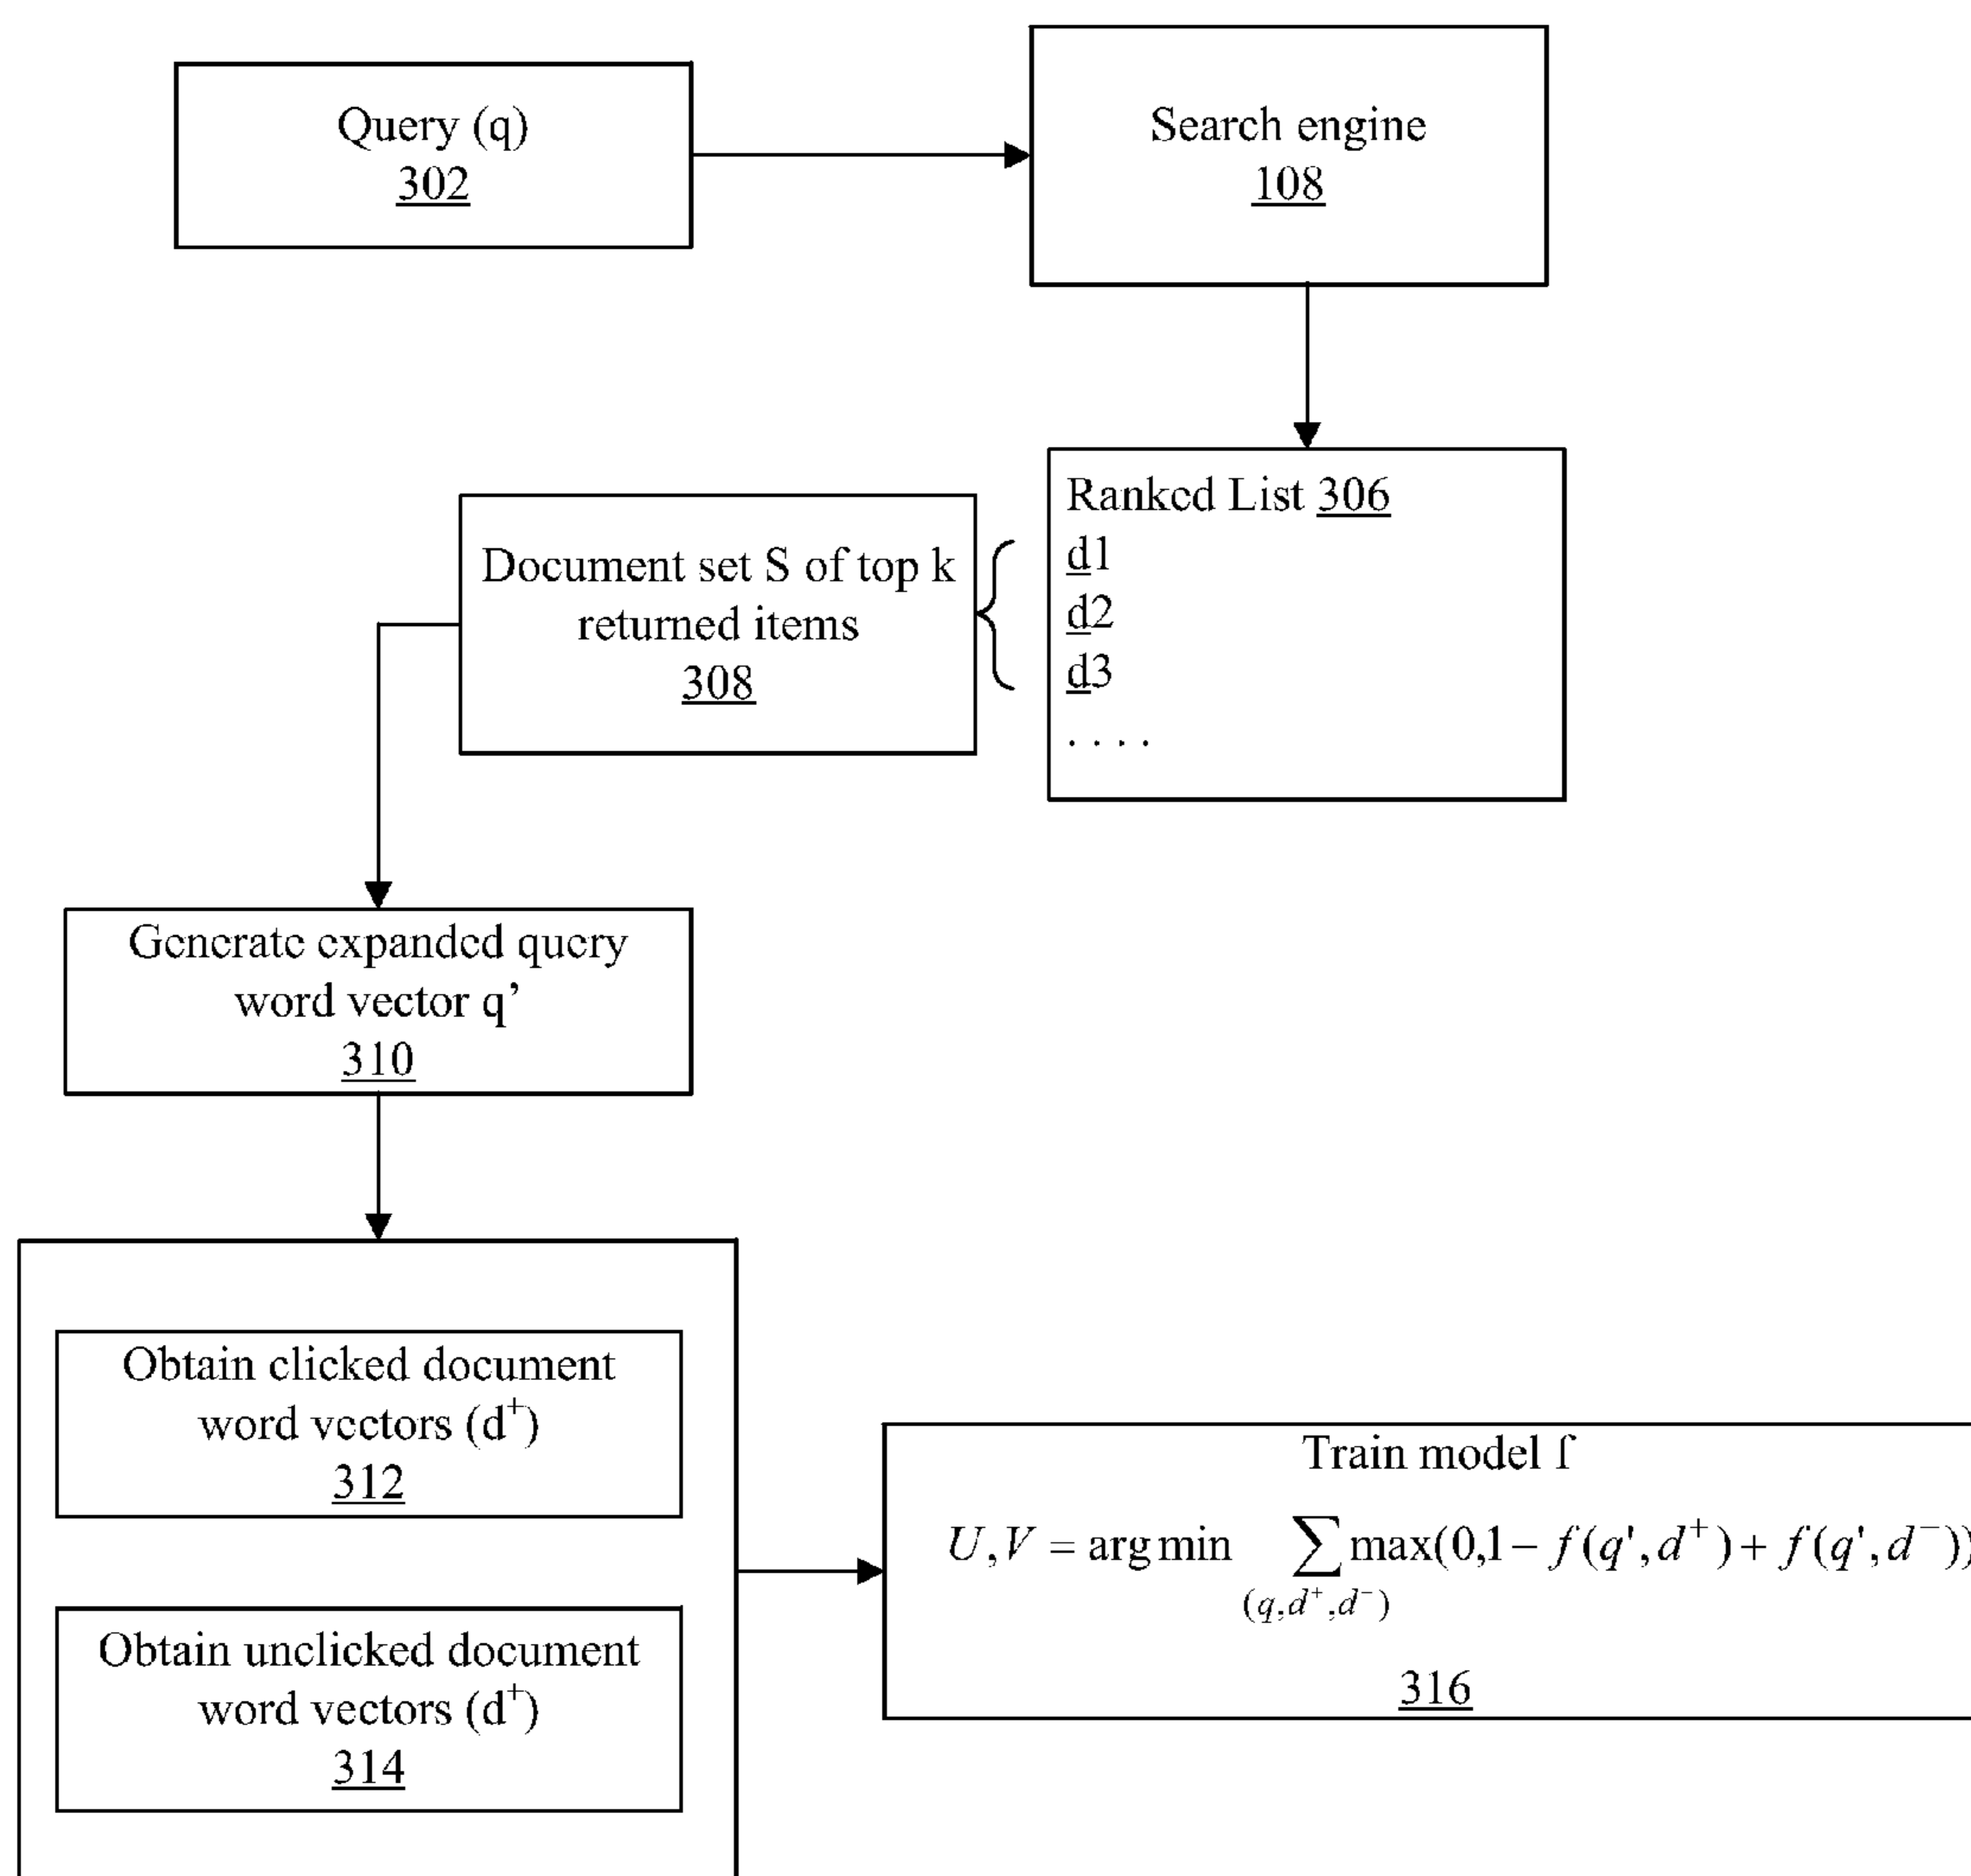 Query (q)
302
Search engine
108
Ranked List 306
d1
d2
d3
. . . .
Document set S of top k
returned items
308
Generate expanded query
word vector q’
310
Obtain clicked document
word vectors (d⁺)
312
Obtain unclicked document
word vectors (d⁺)
314
Train model f
U,V = arg min ∑ max(0,1− f(q',d⁺) + f(q',d⁻))
(q,d⁺,d⁻)
316